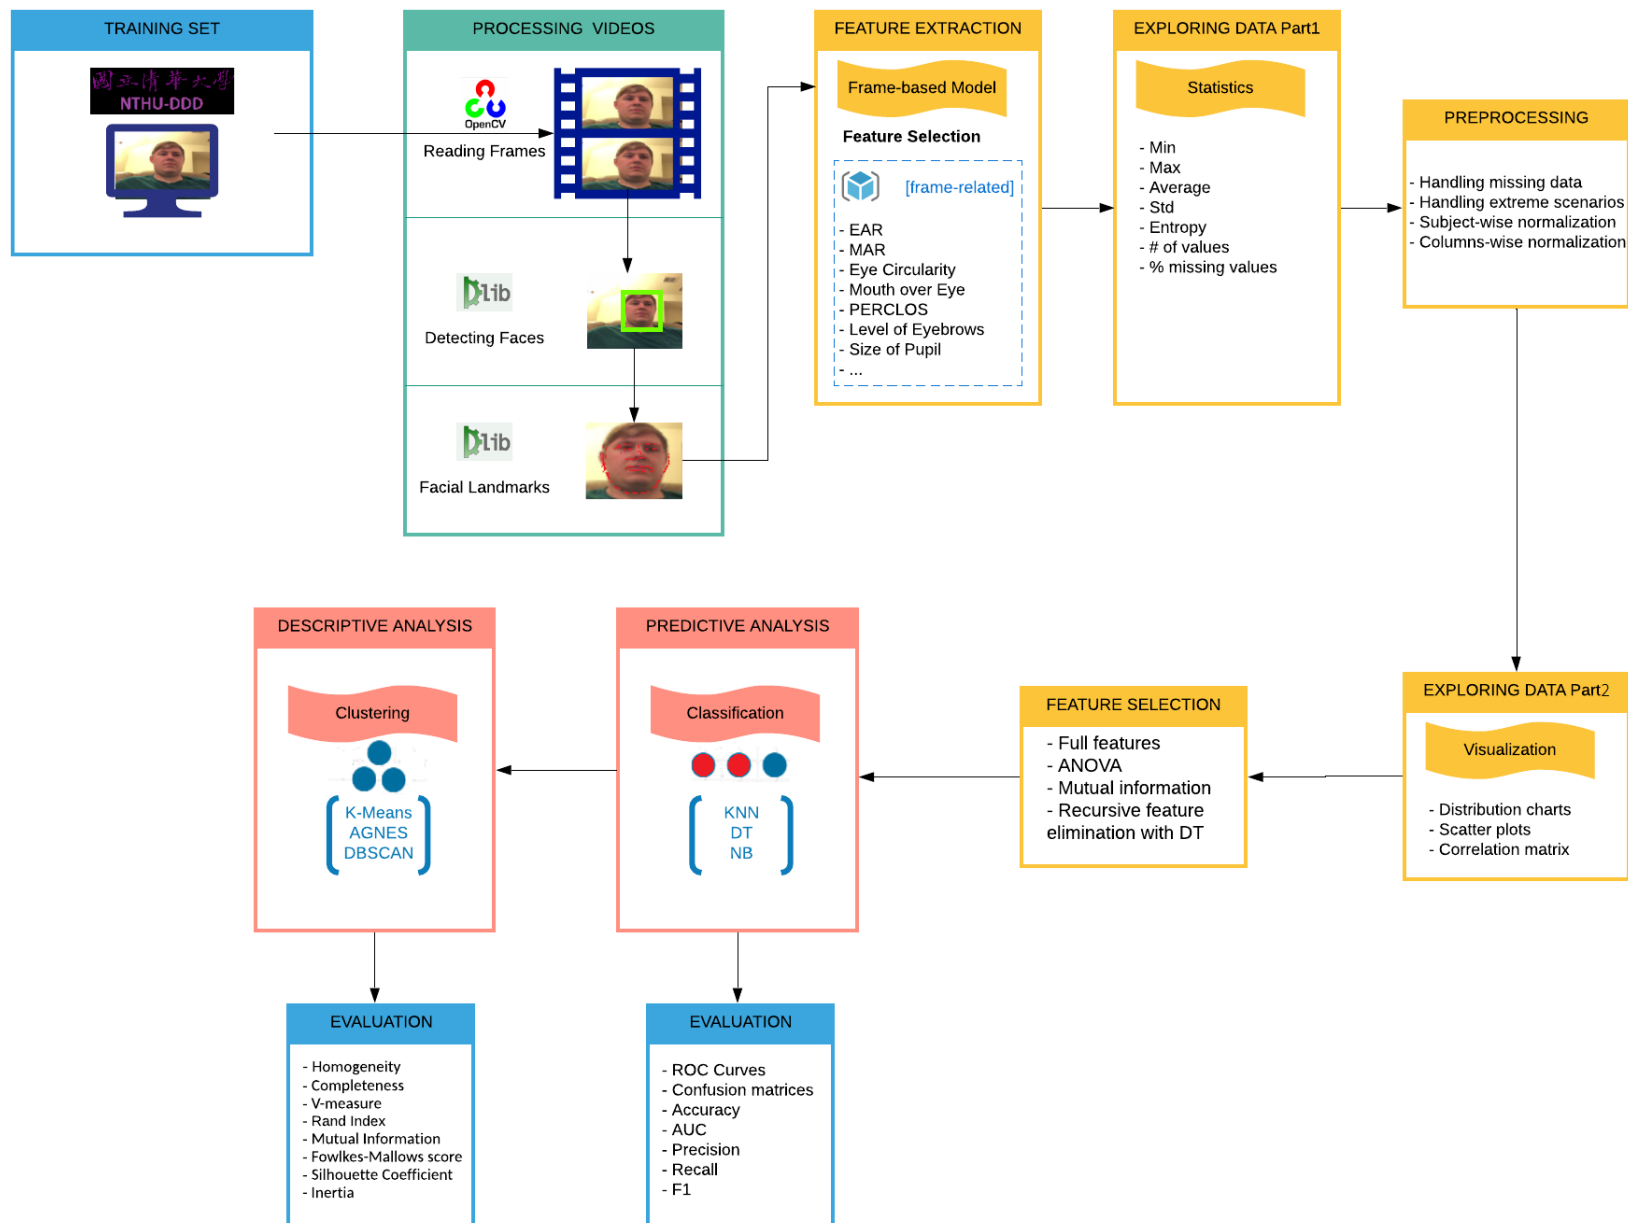 TRAINING SET
國立清華大學
NTHU-DDD
PROCESSING VIDEOS
OpenCV
Reading Frames
Dlib
Detecting Faces
Dlib
Facial Landmarks
FEATURE EXTRACTION
Frame-based Model
Feature Selection
[frame-related]
- EAR
- MAR
- Eye Circularity
- Mouth over Eye
- PERCLOS
- Level of Eyebrows
- Size of Pupil
- ...
EXPLORING DATA Part1
Statistics
- Min
- Max
- Average
- Std
- Entropy
- # of values
- % missing values
PREPROCESSING
- Handling missing data
- Handling extreme scenarios
- Subject-wise normalization
- Columns-wise normalization
EXPLORING DATA Part2
Visualization
- Distribution charts
- Scatter plots
- Correlation matrix
FEATURE SELECTION
- Full features
- ANOVA
- Mutual information
- Recursive feature
elimination with DT
PREDICTIVE ANALYSIS
Classification
KNN
DT
NB
DESCRIPTIVE ANALYSIS
Clustering
K-Means
AGNES
DBSCAN
EVALUATION
- Homogeneity
- Completeness
- V-measure
- Rand Index
- Mutual Information
- Fowlkes-Mallows score
- Silhouette Coefficient
- Inertia
EVALUATION
- ROC Curves
- Confusion matrices
- Accuracy
- AUC
- Precision
- Recall
- F1